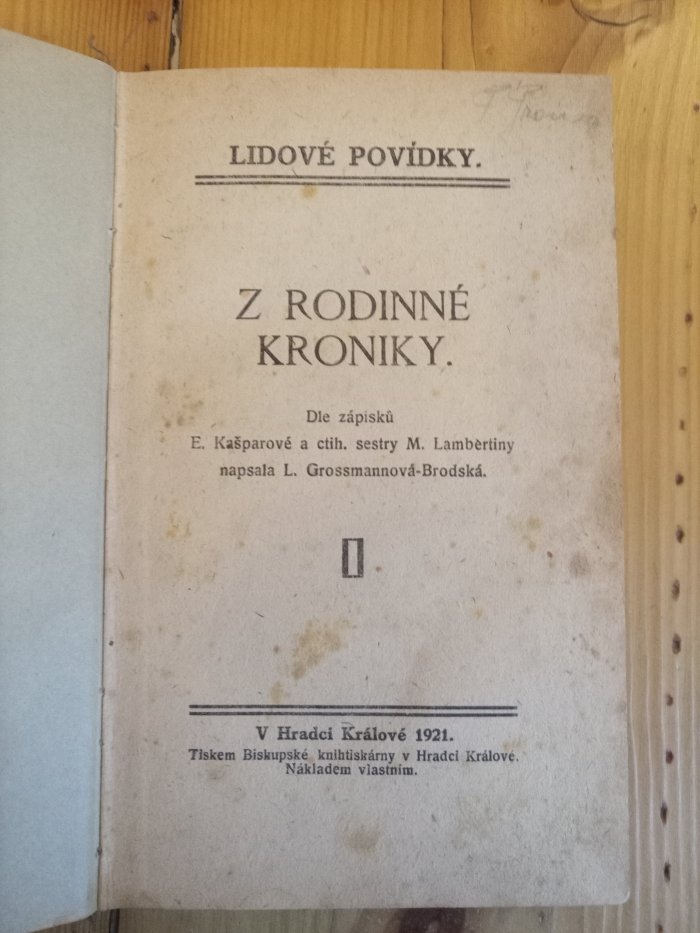 LIDOVÉ POVÍDKY.
Z RODINNÉ
KRONIKY.
Dle zápisků
E. Kašparové a ctih. sestry M. Lambertiny
napsala L. Grossmannová-Brodská.
V Hradci Králové 1921.
Tiskem Biskupské knihtiskárny v Hradci Králové.
Nákladem vlastním.